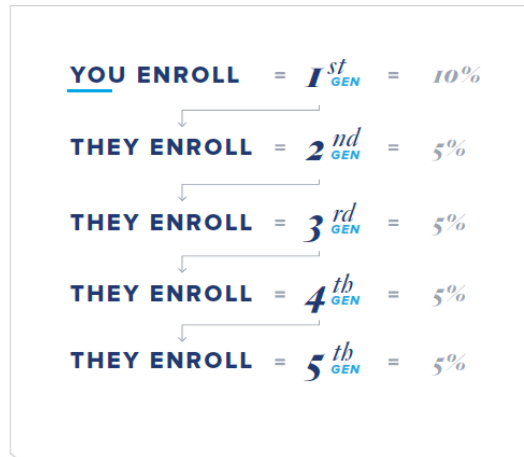 YOU ENROLL = 1st GEN = 10%
THEY ENROLL = 2nd GEN = 5%
THEY ENROLL = 3rd GEN = 5%
THEY ENROLL = 4th GEN = 5%
THEY ENROLL = 5th GEN = 5%